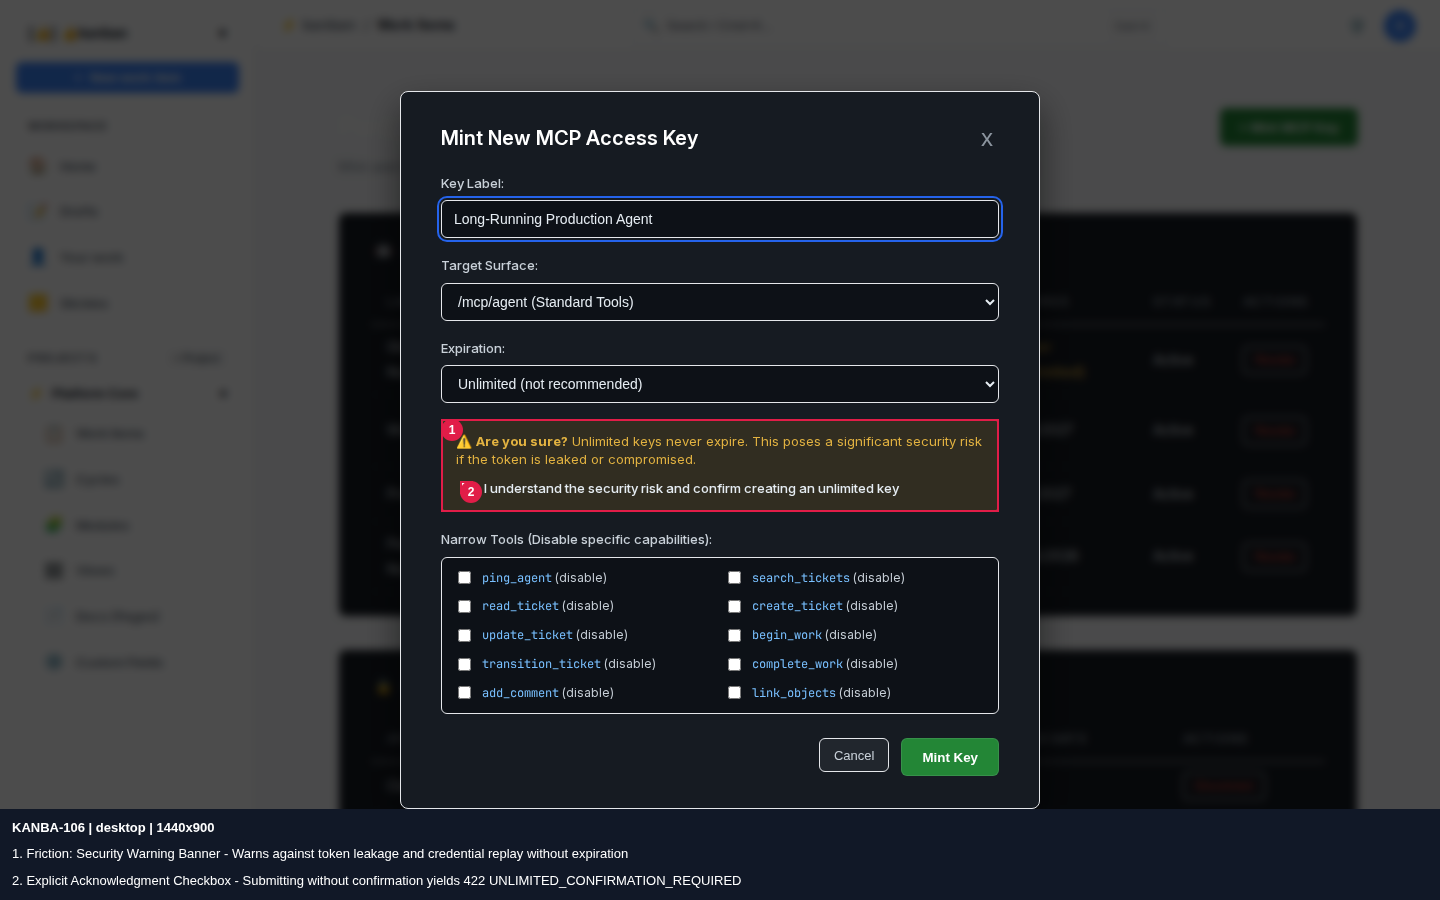 Mint New MCP Access Key
X
Key Label:
Long-Running Production Agent
Target Surface:
/mcp/agent (Standard Tools)
Expiration:
Unlimited (not recommended)
1
⚠️ Are you sure? Unlimited keys never expire. This poses a significant security risk
if the token is leaked or compromised.
2 I understand the security risk and confirm creating an unlimited key
Narrow Tools (Disable specific capabilities):
ping_agent (disable) search_tickets (disable)
read_ticket (disable) create_ticket (disable)
update_ticket (disable) begin_work (disable)
transition_ticket (disable) complete_work (disable)
add_comment (disable) link_objects (disable)
Cancel Mint Key
KANBA-106 | desktop | 1440x900
1. Friction: Security Warning Banner - Warns against token leakage and credential replay without expiration
2. Explicit Acknowledgment Checkbox - Submitting without confirmation yields 422 UNLIMITED_CONFIRMATION_REQUIRED